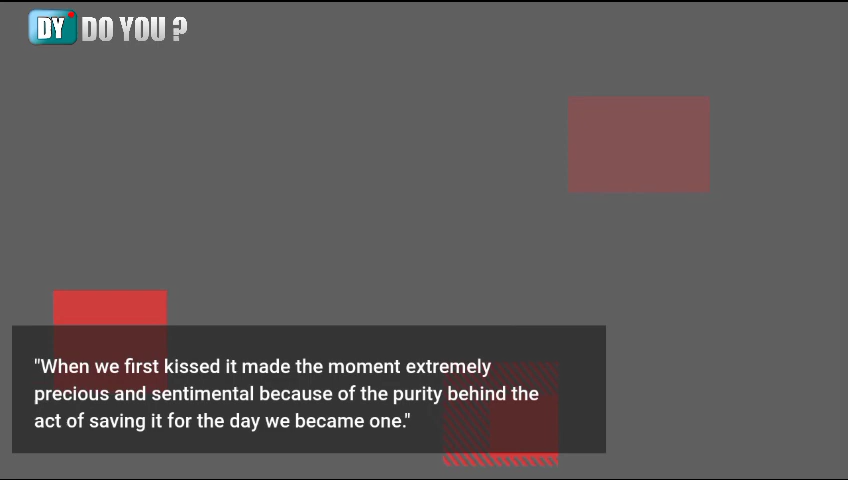 DY DO YOU ?
"When we first kissed it made the moment extremely
precious and sentimental because of the purity behind the
act of saving it for the day we became one."